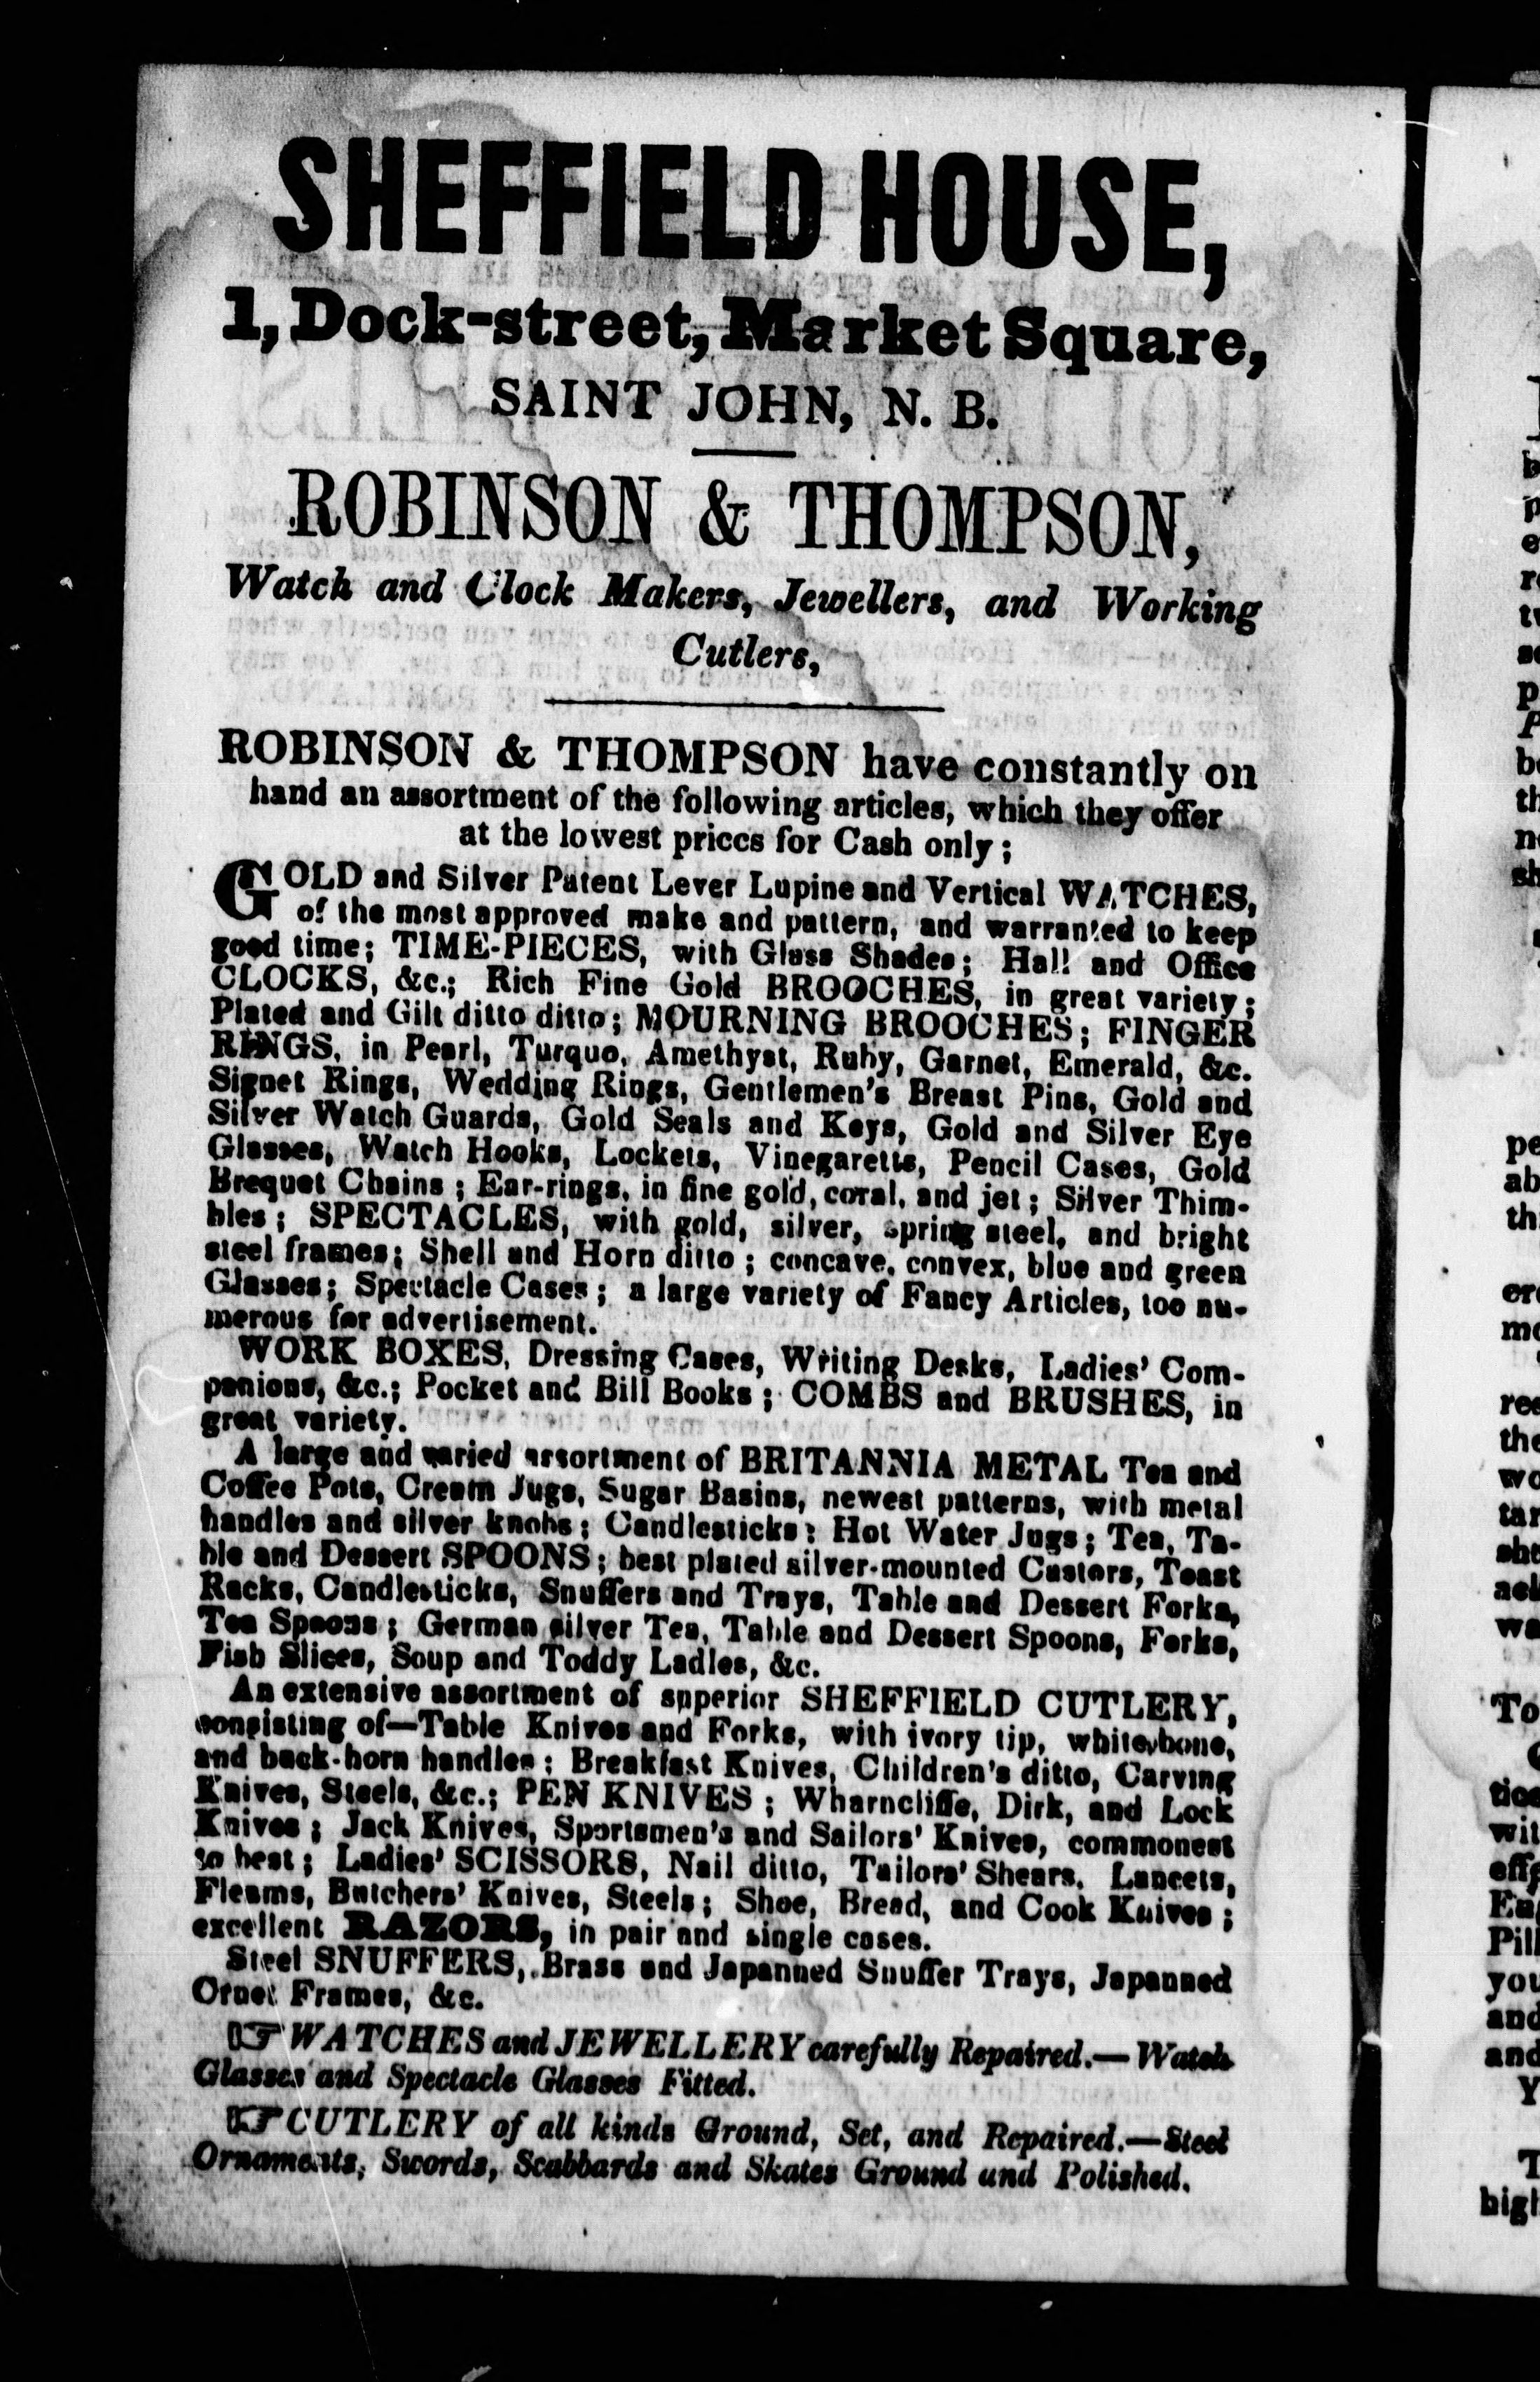 SHEFFIELD HOUSE,
1, Dock-street, Market Square,
SAINT JOHN, N. B.
ROBINSON & THOMPSON,
Watch and Clock Makers, Jewellers, and Working
Cutlers,
ROBINSON & THOMPSON have constantly on
hand an assortment of the following articles, which they offer
at the lowest prices for Cash only;
GOLD and Silver Patent Lever Lupine and Vertical WATCHES,
of the most approved make and pattern, and warranted to keep
good time; TIME-PIECES, with Glass Shades; Hall and Office
CLOCKS, &c.; Rich Fine Gold BROOCHES, in great variety;
Plated and Gilt ditto ditto; MOURNING BROOCHES; FINGER
RINGS, in Pearl, Turquo, Amethyst, Ruby, Garnet, Emerald, &c.
Signet Rings, Wedding Rings, Gentlemen's Breast Pins, Gold and
Silver Watch Guards, Gold Seals and Keys, Gold and Silver Eye
Glasses, Watch Hooks, Lockets, Vinegaretts, Pencil Cases, Gold
Brequet Chains; Ear-rings, in fine gold, coral, and jet; Silver Thim-
bles; SPECTACLES, with gold, silver, spring steel, and bright
steel frames; Shell and Horn ditto; concave, convex, blue and green
Glasses; Spectacle Cases; a large variety of Fancy Articles, too nu-
merous for advertisement.
WORK BOXES, Dressing Cases, Writing Desks, Ladies' Com-
panions, &c.; Pocket and Bill Books; COMBS and BRUSHES, in
great variety.
A large and varied assortment of BRITANNIA METAL Tea and
Coffee Pots, Cream Jugs, Sugar Basins, newest patterns, with metal
handles and silver knobs; Candlesticks; Hot Water Jugs; Tea, Ta-
ble and Dessert SPOONS; best plated silver-mounted Castors, Toast
Racks, Candlesticks, Snuffers and Trays, Table and Dessert Forks,
Tea Spoons; German silver Tea, Table and Dessert Spoons, Forks,
Fish Slices, Soup and Toddy Ladles, &c.
An extensive assortment of superior SHEFFIELD CUTLERY,
consisting of—Table Knives and Forks, with ivory tip, white-bone,
and buck-horn handles; Breakfast Knives, Children's ditto, Carving
Knives, Steels, &c.; PEN KNIVES; Wharncliffe, Dirk, and Lock
Knives; Jack Knives, Sportsmen's and Sailors' Knives, commonest
to best; Ladies' SCISSORS, Nail ditto, Tailors' Shears, Lancets,
Fleams, Butchers' Knives, Steels; Shoe, Bread, and Cook Knives;
excellent RAZORS, in pair and single cases.
Steel SNUFFERS, Brass and Japanned Snuffer Trays, Japanned
Frames, &c.
☞ WATCHES and JEWELLERY carefully Repaired.—Watch
Glasses and Spectacle Glasses Fitted.
☞ CUTLERY of all kinds Ground, Set, and Repaired.—Steel
Ornaments, Swords, Scabbards and Skates Ground and Polished.